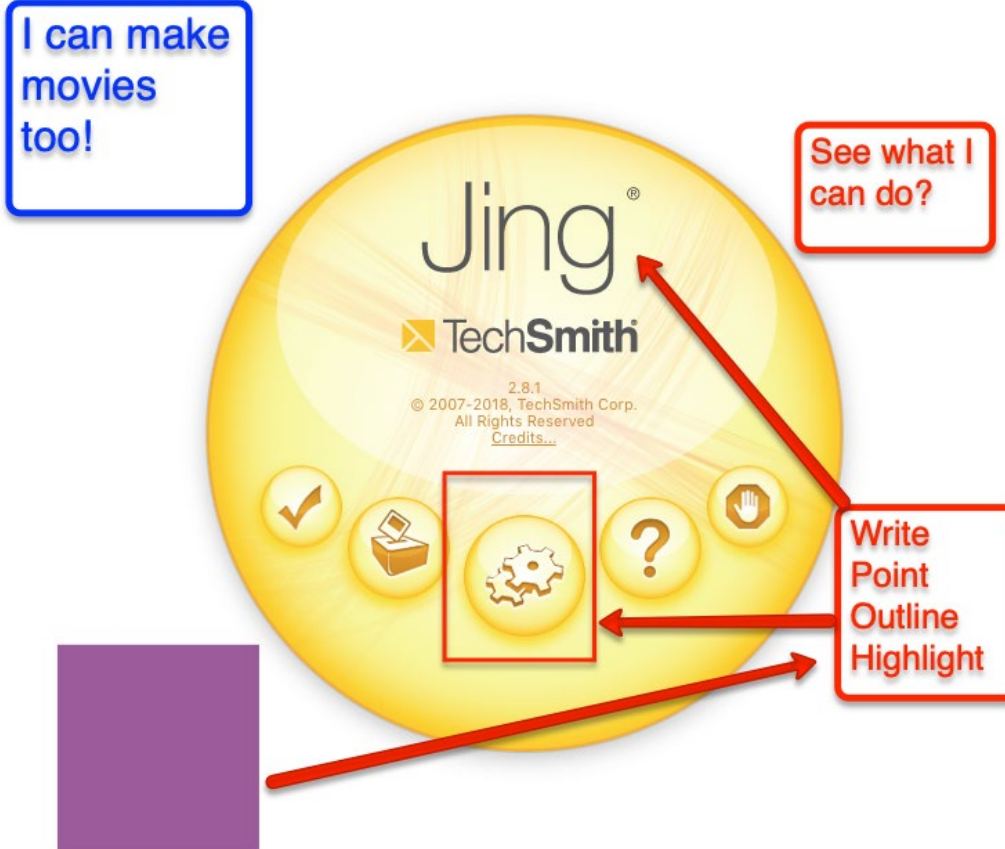 I can make
movies
too!
See what I
can do?
Jing®
TechSmith®
2.8.1
© 2007-2018, TechSmith Corp.
All Rights Reserved
Credits...
?
Write
Point
Outline
Highlight